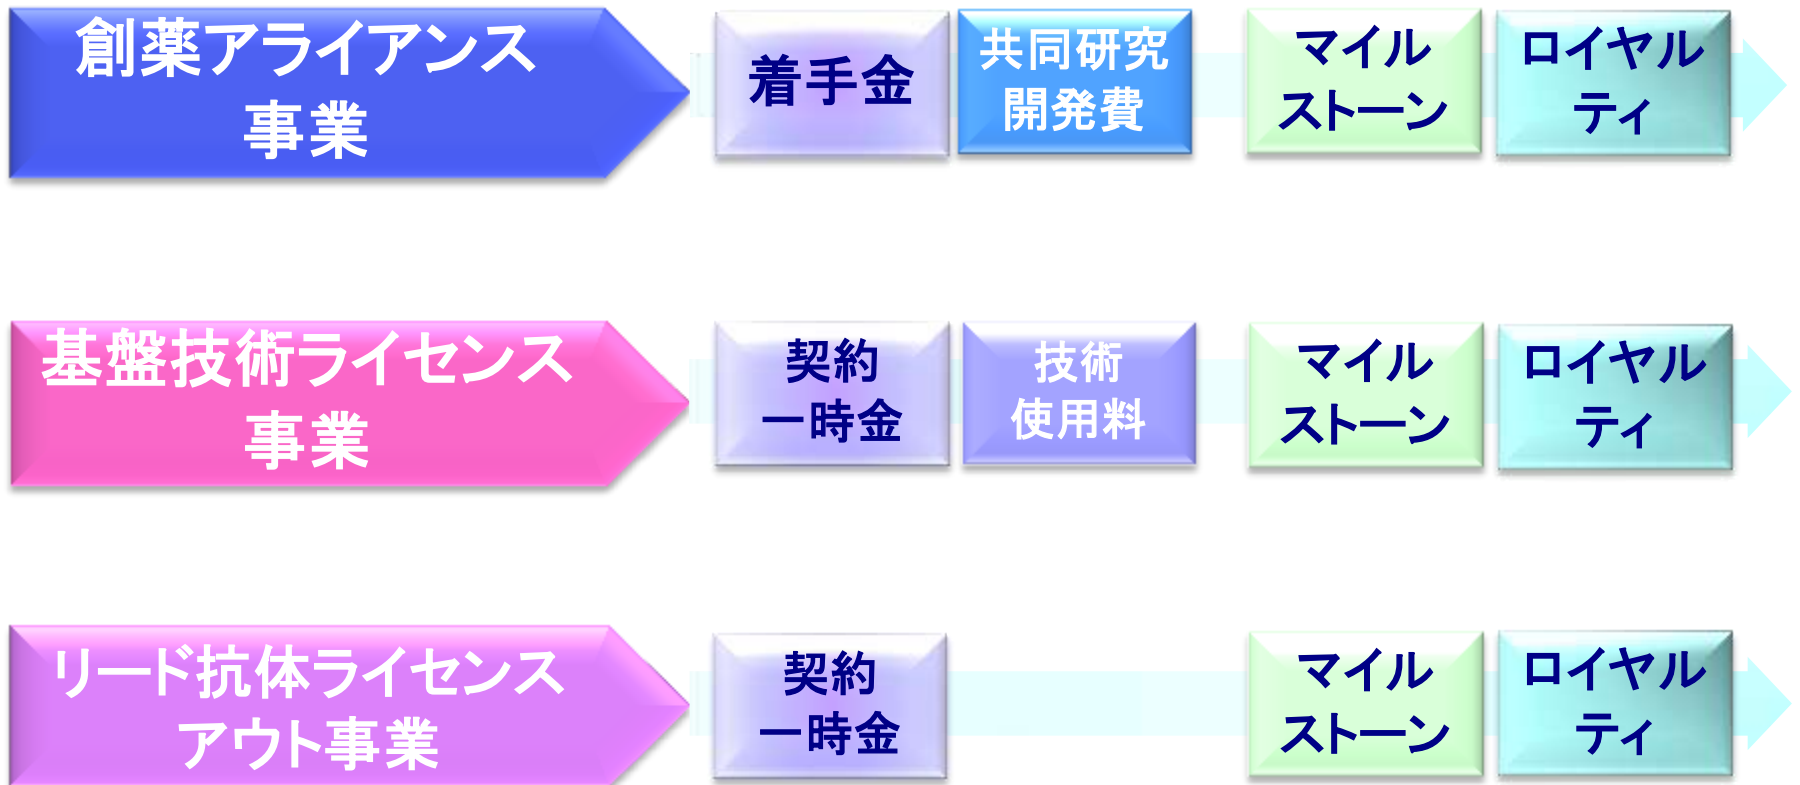 創薬アライアンス
事業
着手金
共同研究
開発費
マイル
ストーン
ロイヤル
ティ
基盤技術ライセンス
事業
契約
一時金
技術
使用料
マイル
ストーン
ロイヤル
ティ
リード抗体ライセンス
アウト事業
契約
一時金
マイル
ストーン
ロイヤル
ティ